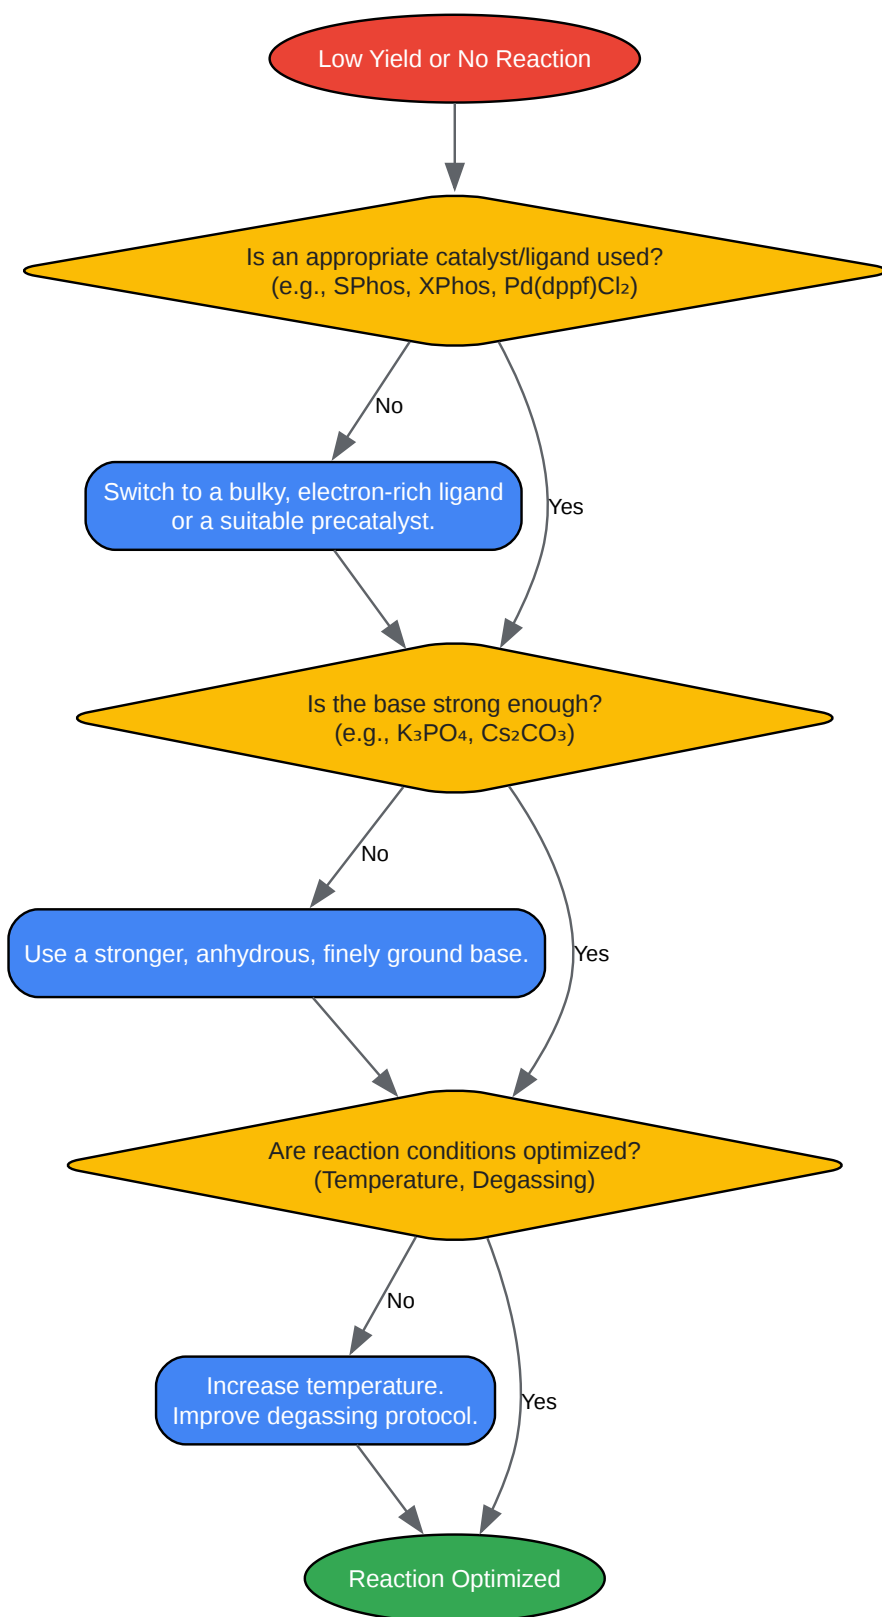 Low Yield or No Reaction
Is an appropriate catalyst/ligand used?
(e.g., SPhos, XPhos, Pd(dppf)Cl₂)
No
Switch to a bulky, electron-rich ligand
or a suitable precatalyst.
Yes
Is the base strong enough?
(e.g., K₃PO₄, Cs₂CO₃)
No
Use a stronger, anhydrous, finely ground base.
Yes
Are reaction conditions optimized?
(Temperature, Degassing)
No
Increase temperature.
Improve degassing protocol.
Yes
Reaction Optimized